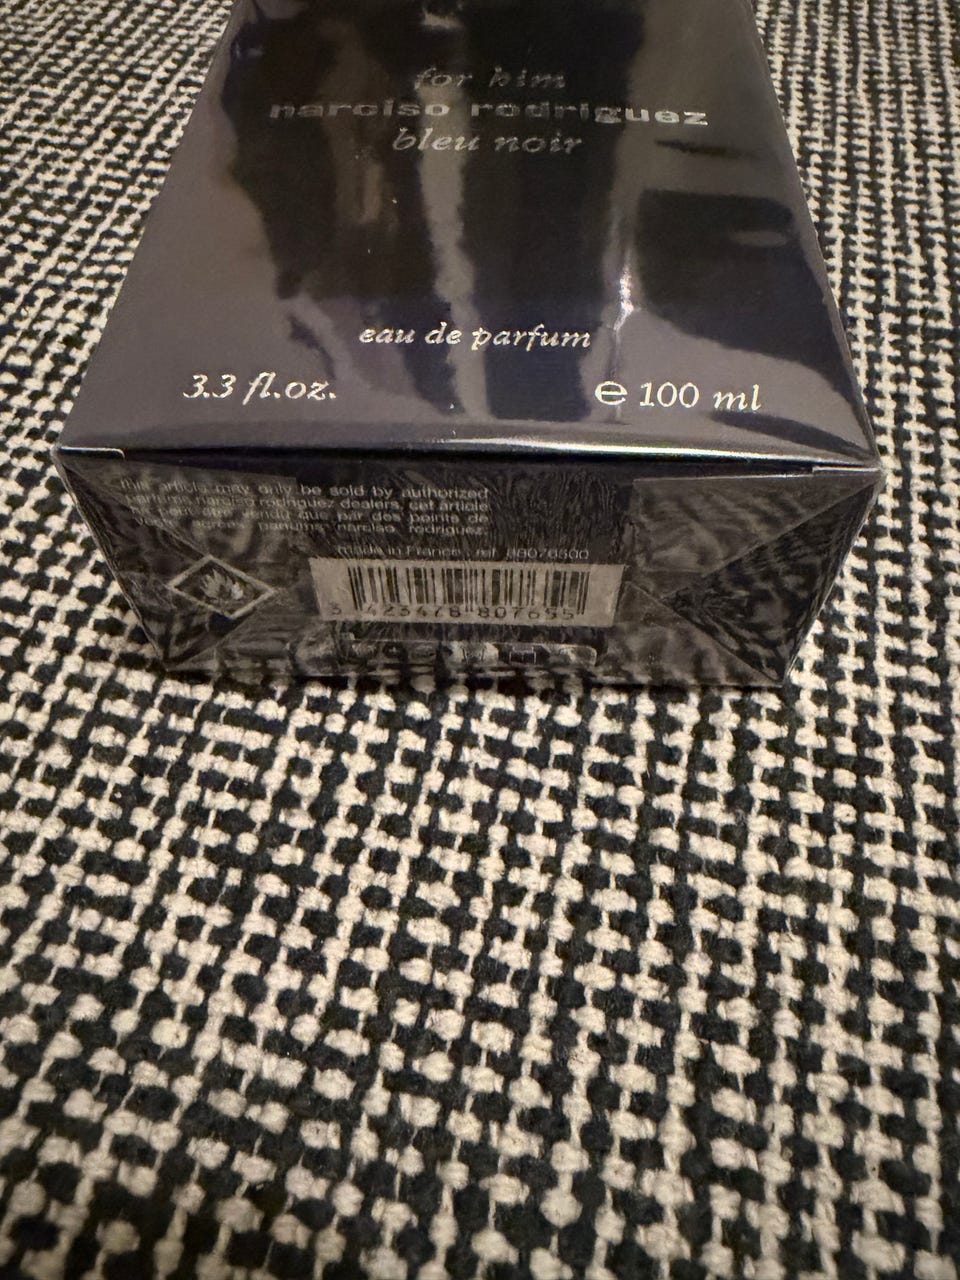 for him
narciso rodriguez
bleu noir
eau de parfum
3.3 fl.oz.
℮ 100 ml
this article may only be sold by authorized
parfums narciso rodriguez dealers. cet article
ne peut être vendu que par des points de
vente agréés parfums narciso rodriguez.
made in France . ref. 88076500
3 423478 807655